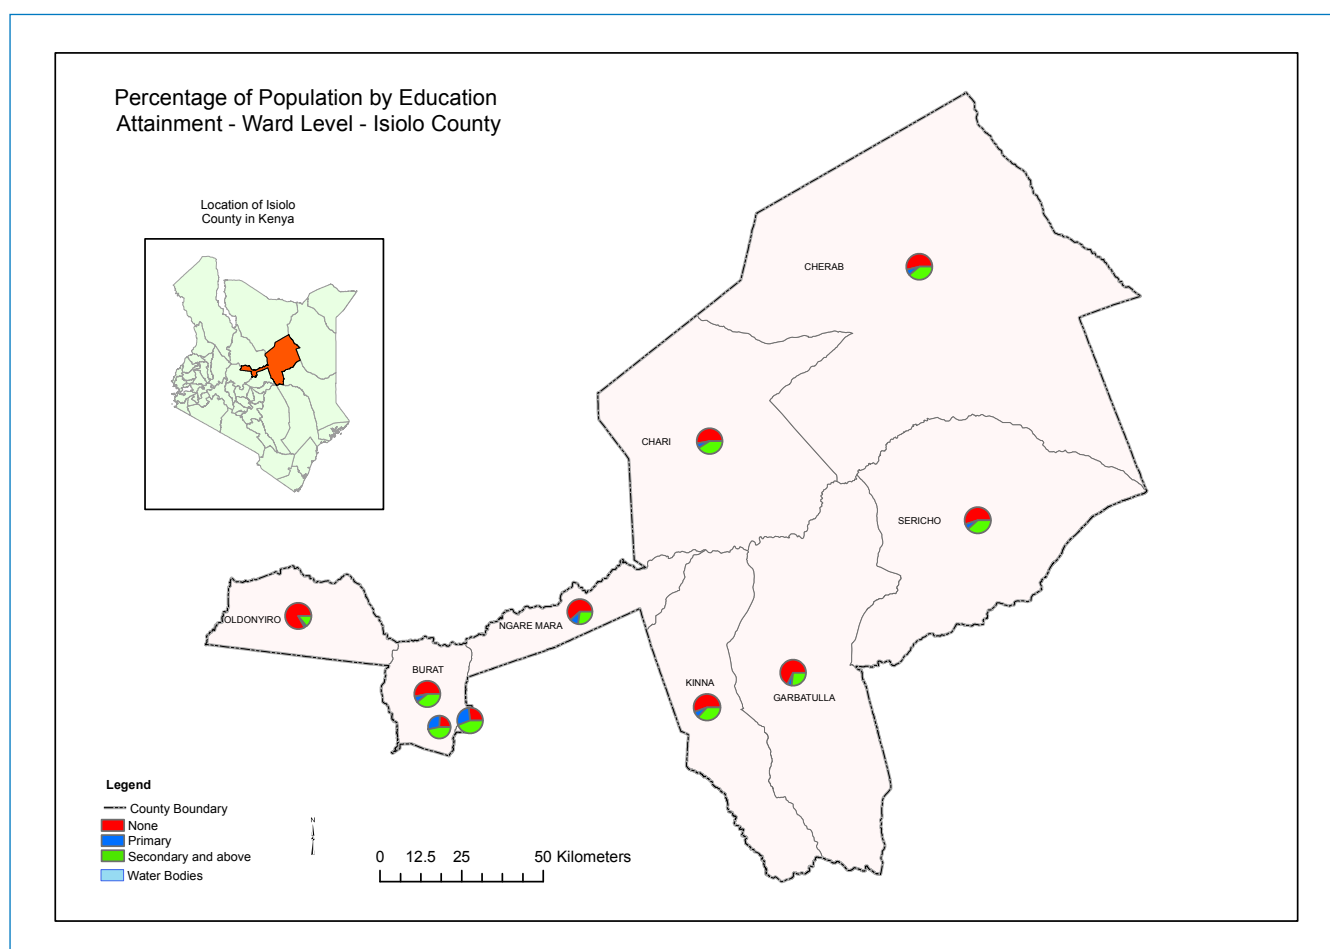 Percentage of Population by Education
Attainment - Ward Level - Isiolo County
Location of Isiolo
County in Kenya
CHERAB
CHARI
SERICHO
OLDONYIRO
NGARE MARA
BURAT
KINNA
GARBATULLA
Legend
County Boundary
None
Primary
Secondary and above
Water Bodies
N
0 12.5 25 50 Kilometers